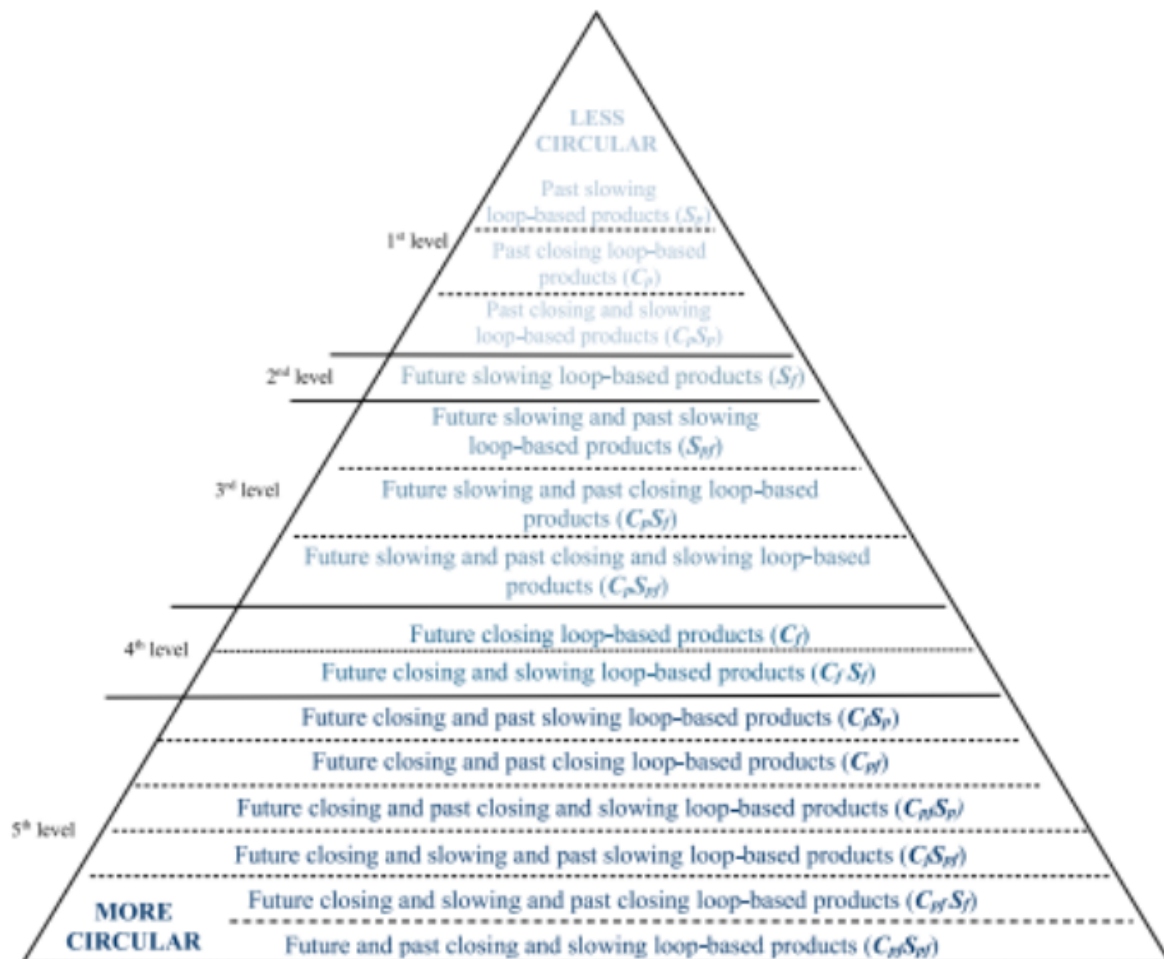 LESS
CIRCULAR
Past slowing
loop-based products (Sp)
1st level
Past closing loop-based
products (Cp)
Past closing and slowing
loop-based products (CpSp)
2nd level
Future slowing loop-based products (Sf)
Future slowing and past slowing
loop-based products (Spf)
3rd level
Future slowing and past closing loop-based
products (CpSf)
Future slowing and past closing and slowing loop-based
products (CpSpf)
4th level
Future closing loop-based products (Cf)
Future closing and slowing loop-based products (Cf Sf)
Future closing and past slowing loop-based products (CfSp)
Future closing and past closing loop-based products (Cpf)
5th level
Future closing and past closing and slowing loop-based products (CpfSp)
Future closing and slowing and past slowing loop-based products (CfSpf)
MORE
CIRCULAR
Future closing and slowing and past closing loop-based products (Cpf Sf)
Future and past closing and slowing loop-based products (CpfSpf)